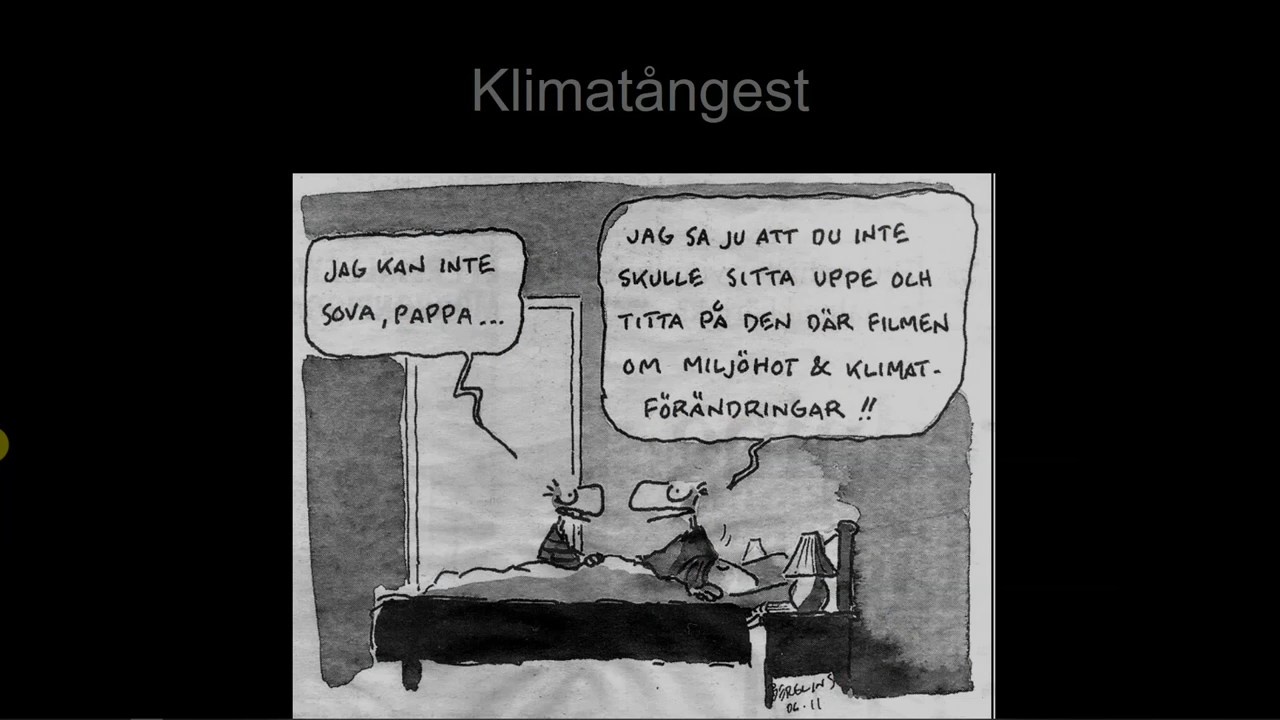 Klimatångest
JAG KAN INTE
SOVA, PAPPA...
JAG SA JU ATT DU INTE
SKULLE SITTA UPPE OCH
TITTA PÅ DEN DÄR FILMEN
OM MILJÖHOT & KLIMAT-
FÖRÄNDRINGAR !!
BERGLINS
06.11